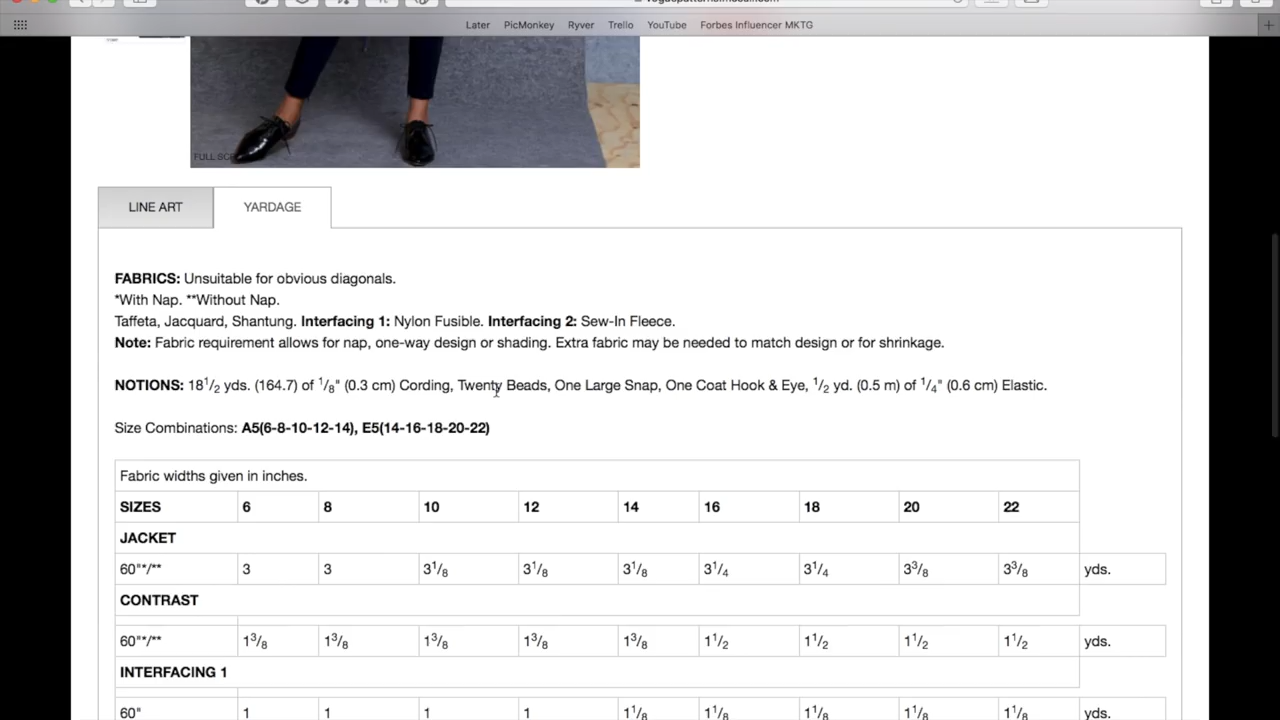 Later PicMonkey Ryver Trello YouTube Forbes Influencer MKTG
LINE ART YARDAGE
FABRICS: Unsuitable for obvious diagonals.
*With Nap. **Without Nap.
Taffeta, Jacquard, Shantung. Interfacing 1: Nylon Fusible. Interfacing 2: Sew-In Fleece.
Note: Fabric requirement allows for nap, one-way design or shading. Extra fabric may be needed to match design or for shrinkage.
NOTIONS: 18 1/2 yds. (164.7) of 1/8" (0.3 cm) Cording, Twenty Beads, One Large Snap, One Coat Hook & Eye, 1/2 yd. (0.5 m) of 1/4" (0.6 cm) Elastic.
Size Combinations: A5(6-8-10-12-14), E5(14-16-18-20-22)
Fabric widths given in inches.
SIZES 6 8 10 12 14 16 18 20 22
JACKET
60"*/** 3 3 3 1/8 3 1/8 3 1/8 3 1/4 3 1/4 3 3/8 3 3/8 yds.
CONTRAST
60"*/** 1 3/8 1 3/8 1 3/8 1 3/8 1 3/8 1 1/2 1 1/2 1 1/2 1 1/2 yds.
INTERFACING 1
60" 1 1 1 1 1 1/8 1 1/8 1 1/8 1 1/8 1 1/8 yds.